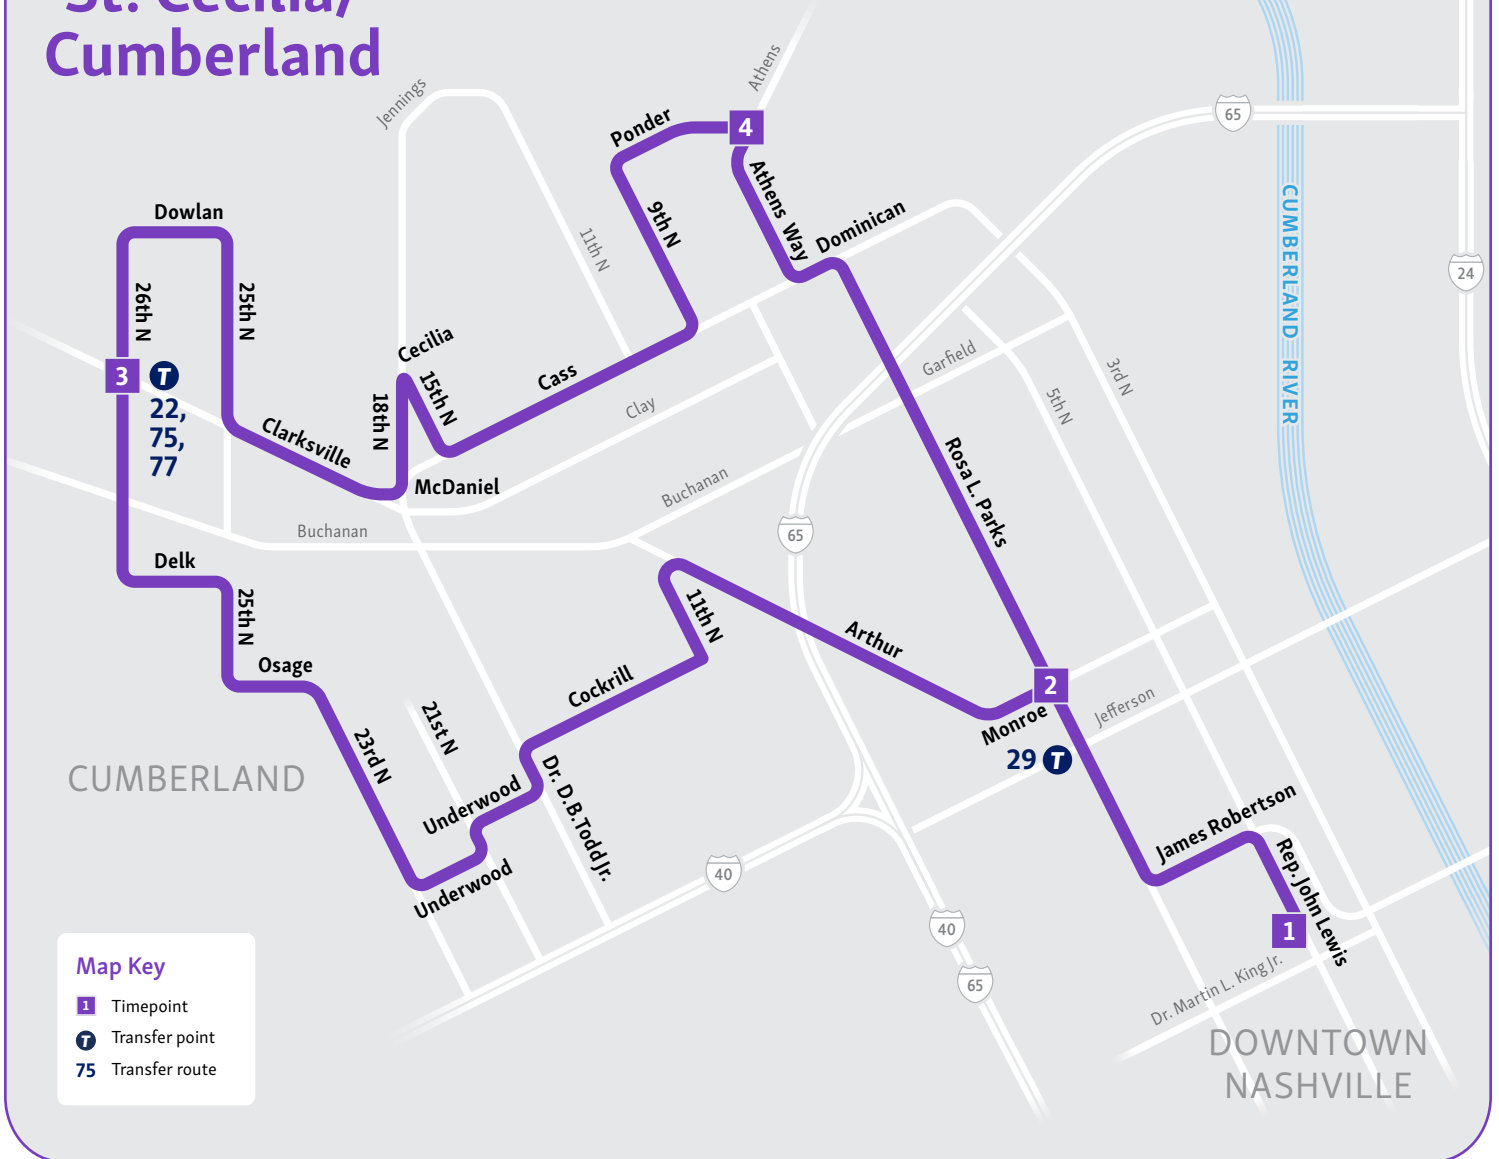 St. Cecilia/
Cumberland
Jennings
Athens
Ponder
4
65
Athens Way
Dominican
9th N
11th N
Dowlan
26th N
25th N
CUMBERLAND RIVER
24
Cecilia
15th N
18th N
Cass
Clay
Garfield
3rd N
5th N
3
T
22,
75,
77
Clarksville
McDaniel
Buchanan
Buchanan
Rosa L. Parks
65
Delk
25th N
11th N
Arthur
Osage
Cockrill
2
Monroe
Jefferson
29 T
21st N
23rd N
CUMBERLAND
Underwood
Dr. D.B.Todd Jr.
Underwood
40
James Robertson
Rep. John Lewis
1
40
65
Dr. Martin L. King Jr.
DOWNTOWN
NASHVILLE
Map Key
1 Timepoint
T Transfer point
75 Transfer route